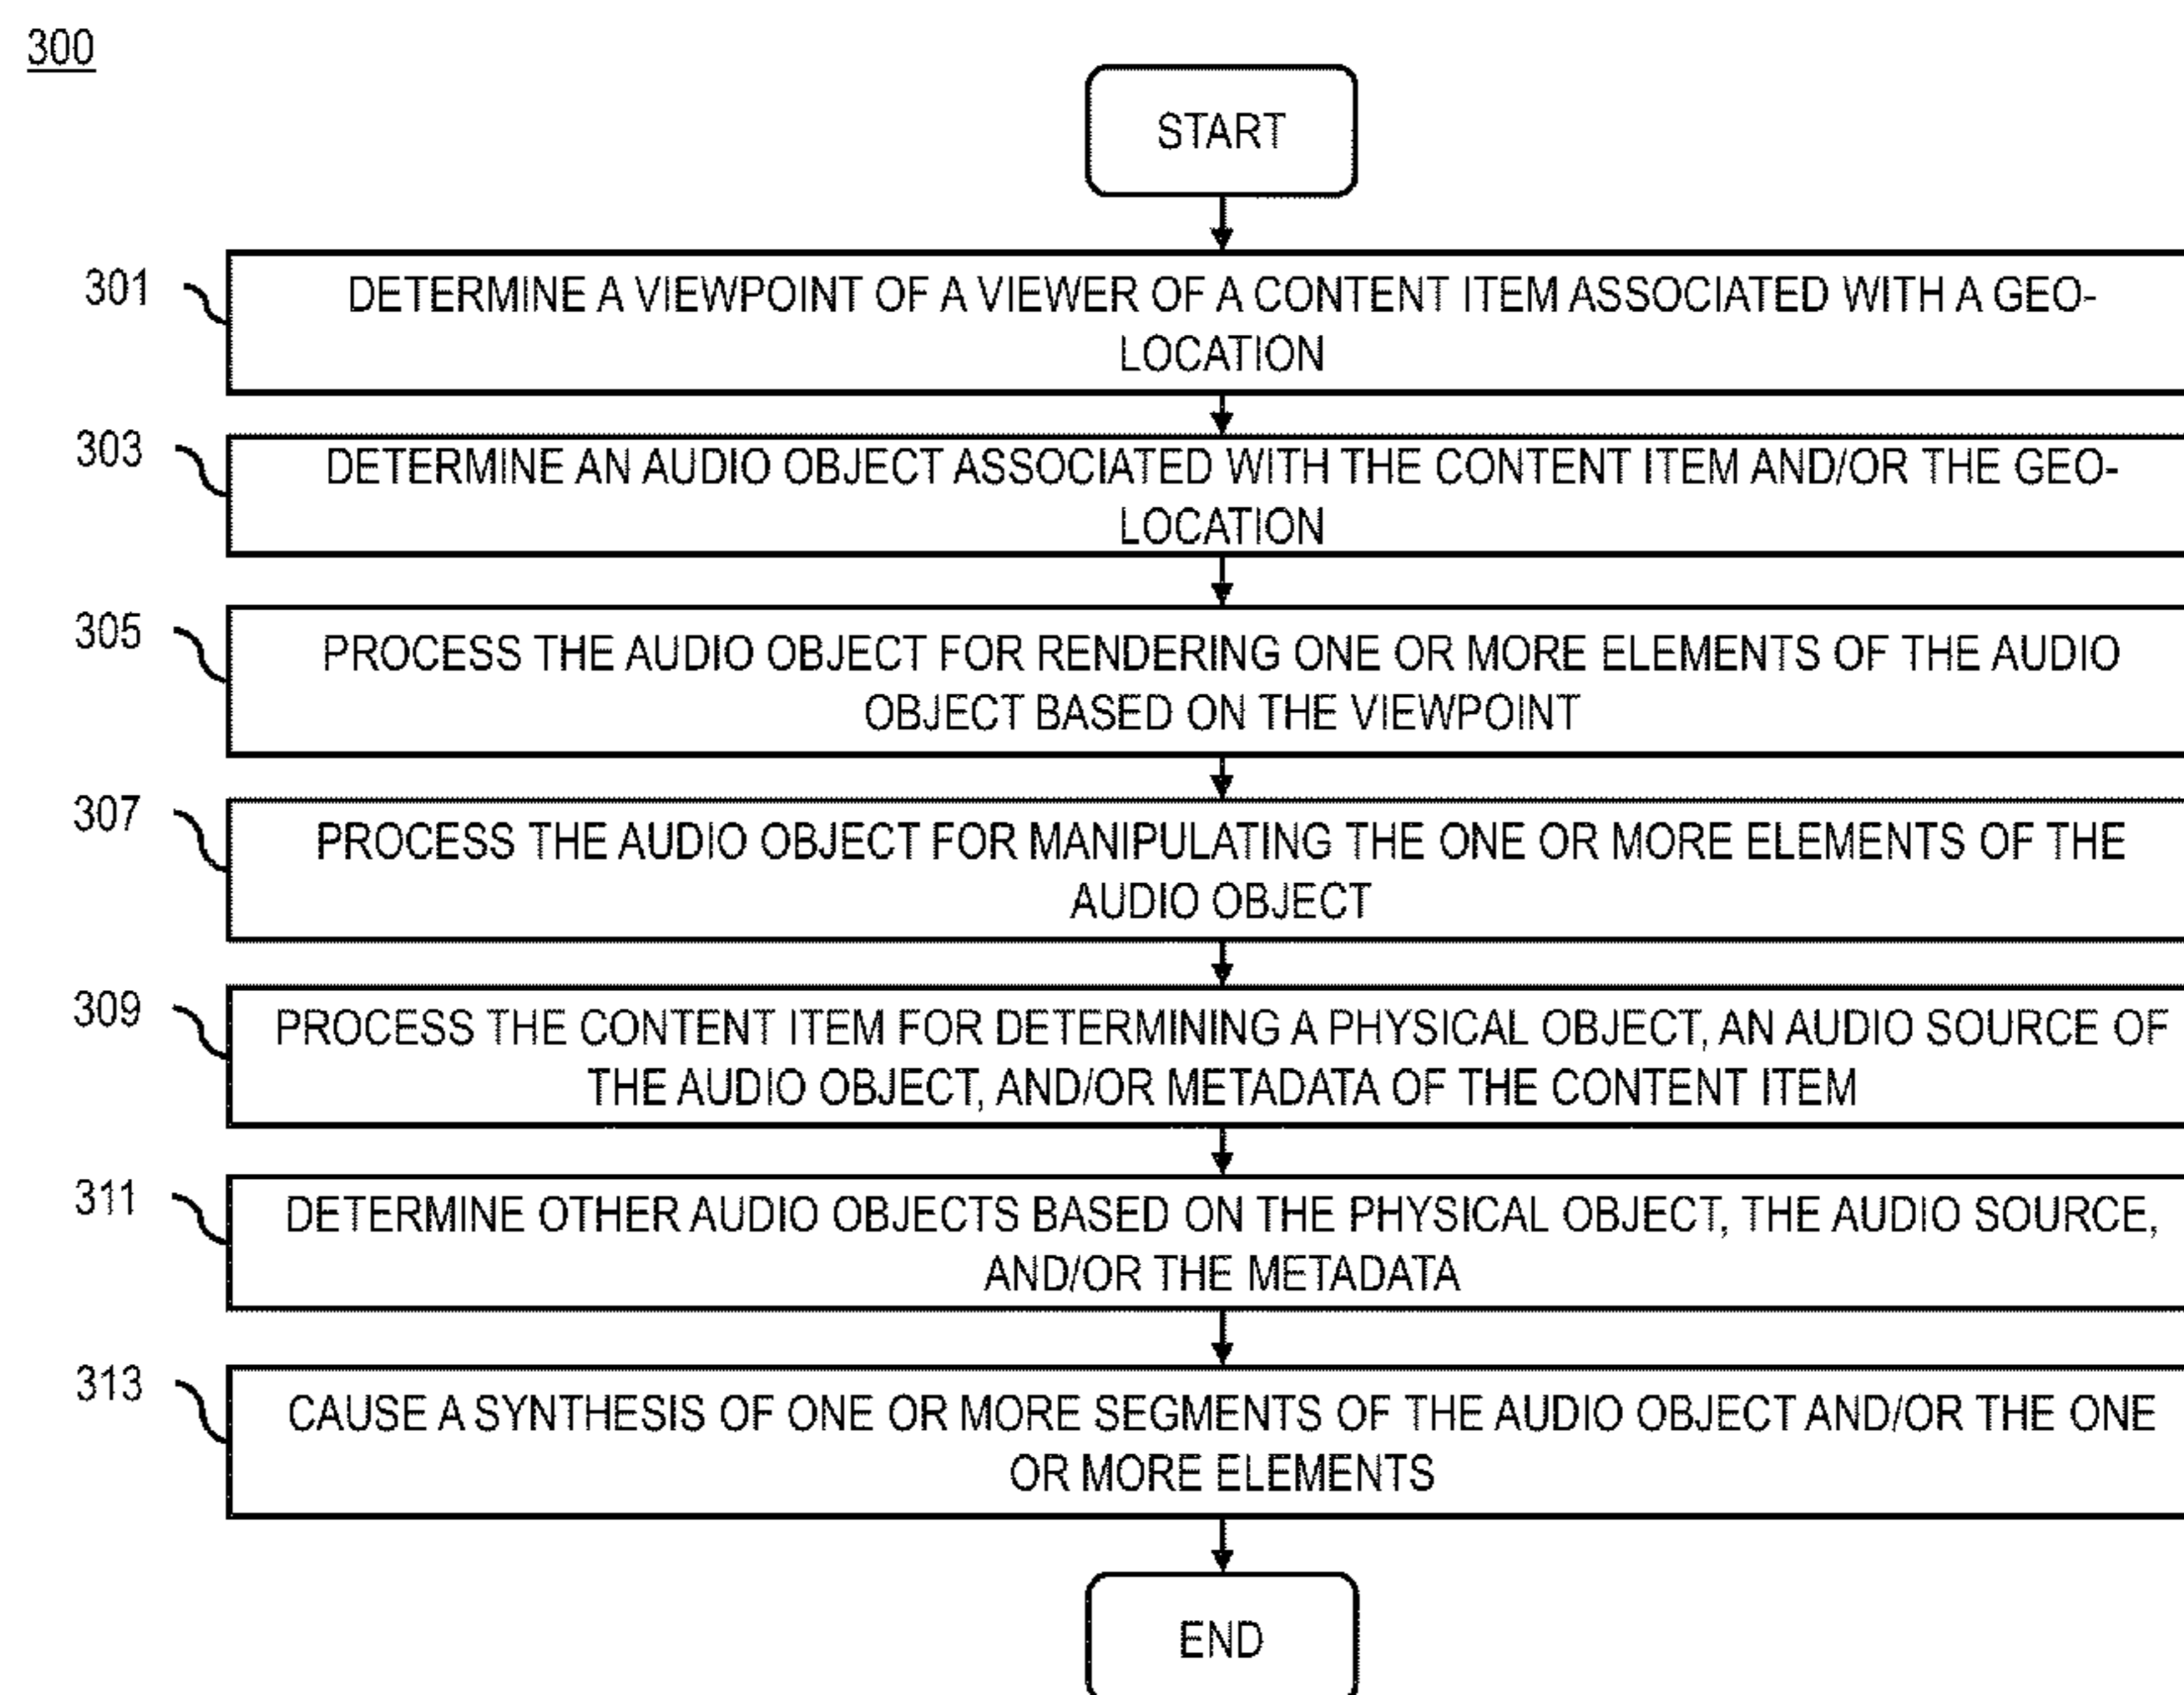 300
START
301
DETERMINE A VIEWPOINT OF A VIEWER OF A CONTENT ITEM ASSOCIATED WITH A GEO-
LOCATION
303
DETERMINE AN AUDIO OBJECT ASSOCIATED WITH THE CONTENT ITEM AND/OR THE GEO-
LOCATION
305
PROCESS THE AUDIO OBJECT FOR RENDERING ONE OR MORE ELEMENTS OF THE AUDIO
OBJECT BASED ON THE VIEWPOINT
307
PROCESS THE AUDIO OBJECT FOR MANIPULATING THE ONE OR MORE ELEMENTS OF THE
AUDIO OBJECT
309
PROCESS THE CONTENT ITEM FOR DETERMINING A PHYSICAL OBJECT, AN AUDIO SOURCE OF
THE AUDIO OBJECT, AND/OR METADATA OF THE CONTENT ITEM
311
DETERMINE OTHER AUDIO OBJECTS BASED ON THE PHYSICAL OBJECT, THE AUDIO SOURCE,
AND/OR THE METADATA
313
CAUSE A SYNTHESIS OF ONE OR MORE SEGMENTS OF THE AUDIO OBJECT AND/OR THE ONE
OR MORE ELEMENTS
END